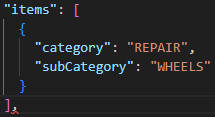 "items": [
{
"category": "REPAIR",
"subCategory": "WHEELS"
}
],